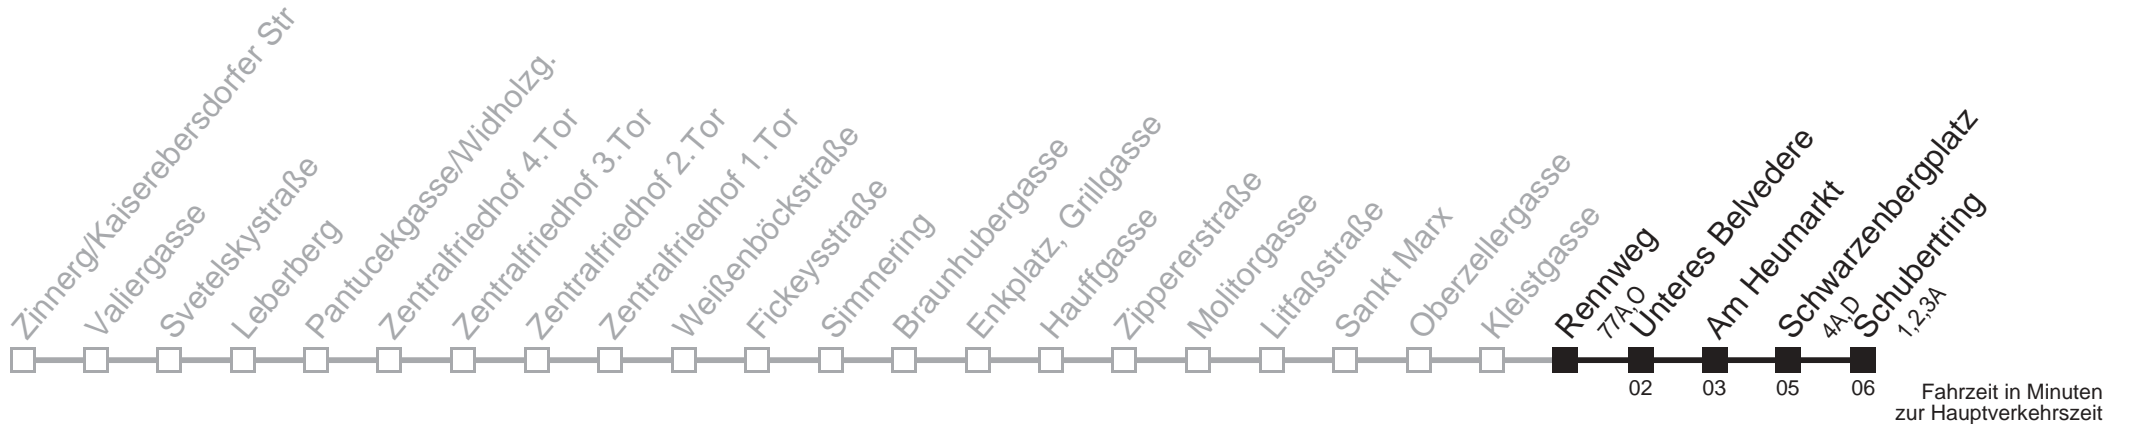 Zinnerg/Kaiserebersdorfer Str
Valiergasse
Svetelskystraße
Leberberg
Pantucekgasse/Widholzg.
Zentralfriedhof 4.Tor
Zentralfriedhof 3.Tor
Zentralfriedhof 2.Tor
Zentralfriedhof 1.Tor
Weißenböckstraße
Fickeysstraße
Simmering
Braunhubergasse
Enkplatz, Grillgasse
Hauffgasse
Zippererstraße
Molitorgasse
Litfaßstraße
Sankt Marx
Oberzellergasse
Kleistgasse
Rennweg
77A,O
Unteres Belvedere
Am Heumarkt
Schwarzenbergplatz
4A,D
Schubertring
1,2,3A
02 03 05 06
Fahrzeit in Minuten
zur Hauptverkehrszeit